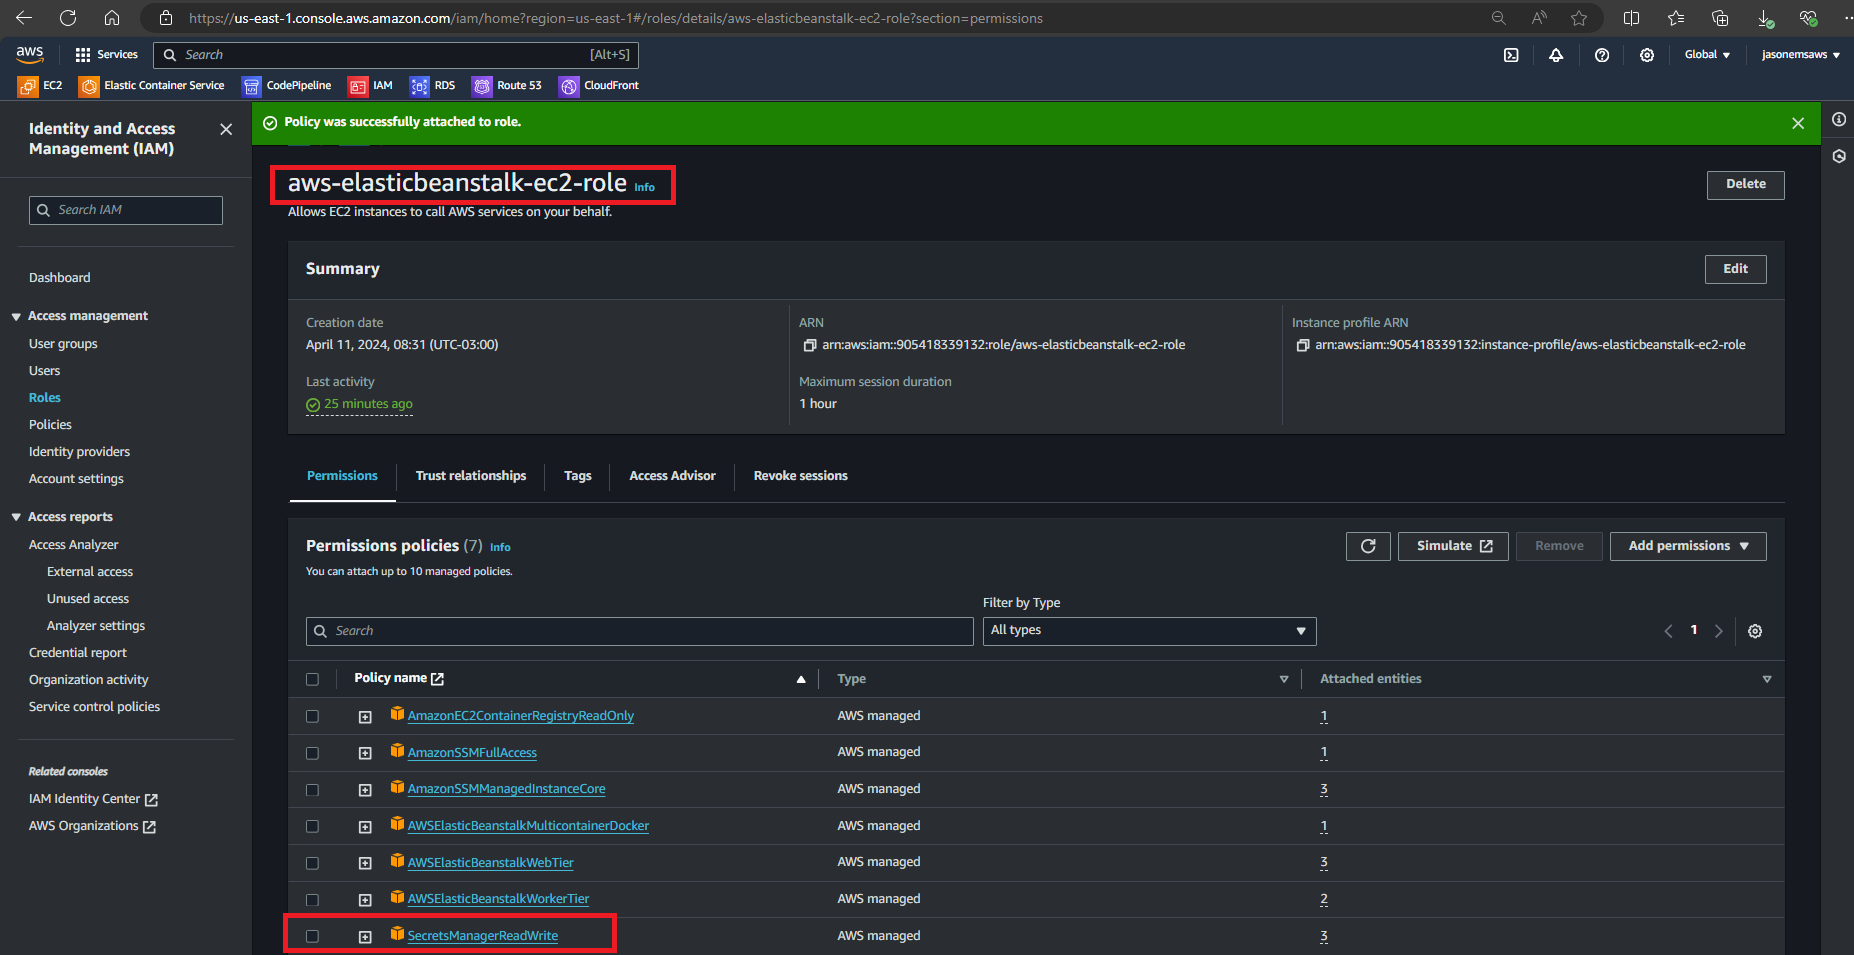 https://us-east-1.console.aws.amazon.com/iam/home?region=us-east-1#/roles/details/aws-elasticbeanstalk-ec2-role?section=permissions
aws
Services
Search
[Alt+S]
Global
jasonemsaws
EC2
Elastic Container Service
CodePipeline
IAM
RDS
Route 53
CloudFront
Identity and Access
Management (IAM)
Search IAM
Dashboard
Access management
User groups
Users
Roles
Policies
Identity providers
Account settings
Access reports
Access Analyzer
External access
Unused access
Analyzer settings
Credential report
Organization activity
Service control policies
Related consoles
IAM Identity Center
AWS Organizations
Policy was successfully attached to role.
aws-elasticbeanstalk-ec2-role Info
Delete
Allows EC2 instances to call AWS services on your behalf.
Summary
Edit
Creation date
April 11, 2024, 08:31 (UTC-03:00)
Last activity
25 minutes ago
ARN
arn:aws:iam::905418339132:role/aws-elasticbeanstalk-ec2-role
Maximum session duration
1 hour
Instance profile ARN
arn:aws:iam::905418339132:instance-profile/aws-elasticbeanstalk-ec2-role
Permissions
Trust relationships
Tags
Access Advisor
Revoke sessions
Permissions policies (7) Info
You can attach up to 10 managed policies.
Simulate
Remove
Add permissions
Filter by Type
Search
All types
1
Policy name
Type
Attached entities
AmazonEC2ContainerRegistryReadOnly
AWS managed
1
AmazonSSMFullAccess
AWS managed
1
AmazonSSMManagedInstanceCore
AWS managed
3
AWSElasticBeanstalkMulticontainerDocker
AWS managed
1
AWSElasticBeanstalkWebTier
AWS managed
3
AWSElasticBeanstalkWorkerTier
AWS managed
2
SecretsManagerReadWrite
AWS managed
3